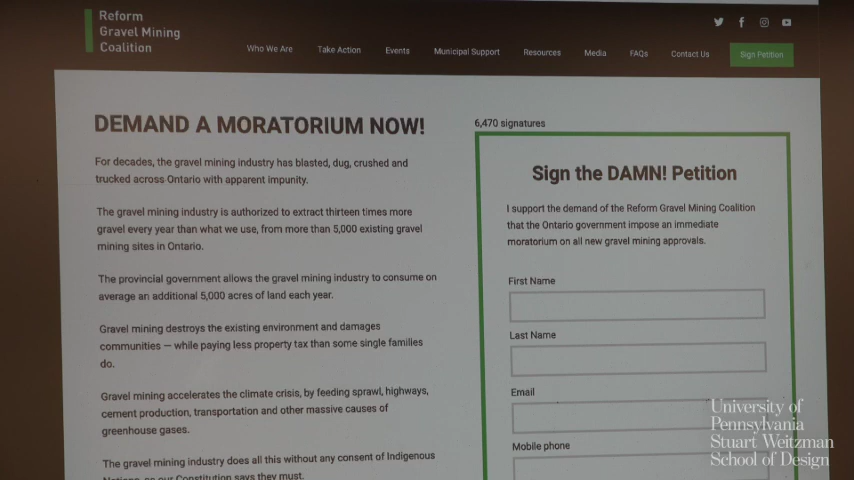 Reform
Gravel Mining
Coalition
Who We Are
Take Action
Events
Municipal Support
Resources
Media
FAQs
Contact Us
Sign Petition
DEMAND A MORATORIUM NOW!
For decades, the gravel mining industry has blasted, dug, crushed and
trucked across Ontario with apparent impunity.
The gravel mining industry is authorized to extract thirteen times more
gravel every year than what we use, from more than 5,000 existing gravel
mining sites in Ontario.
The provincial government allows the gravel mining industry to consume on
average an additional 5,000 acres of land each year.
Gravel mining destroys the existing environment and damages
communities — while paying less property tax than some single families
do.
Gravel mining accelerates the climate crisis, by feeding sprawl, highways,
cement production, transportation and other massive causes of
greenhouse gases.
The gravel mining industry does all this without any consent of Indigenous
Nations, as our Constitution says they must.
6,470 signatures
Sign the DAMN! Petition
I support the demand of the Reform Gravel Mining Coalition
that the Ontario government impose an immediate
moratorium on all new gravel mining approvals.
First Name
Last Name
Email
Mobile phone
University of
Pennsylvania
Stuart Weitzman
School of Design